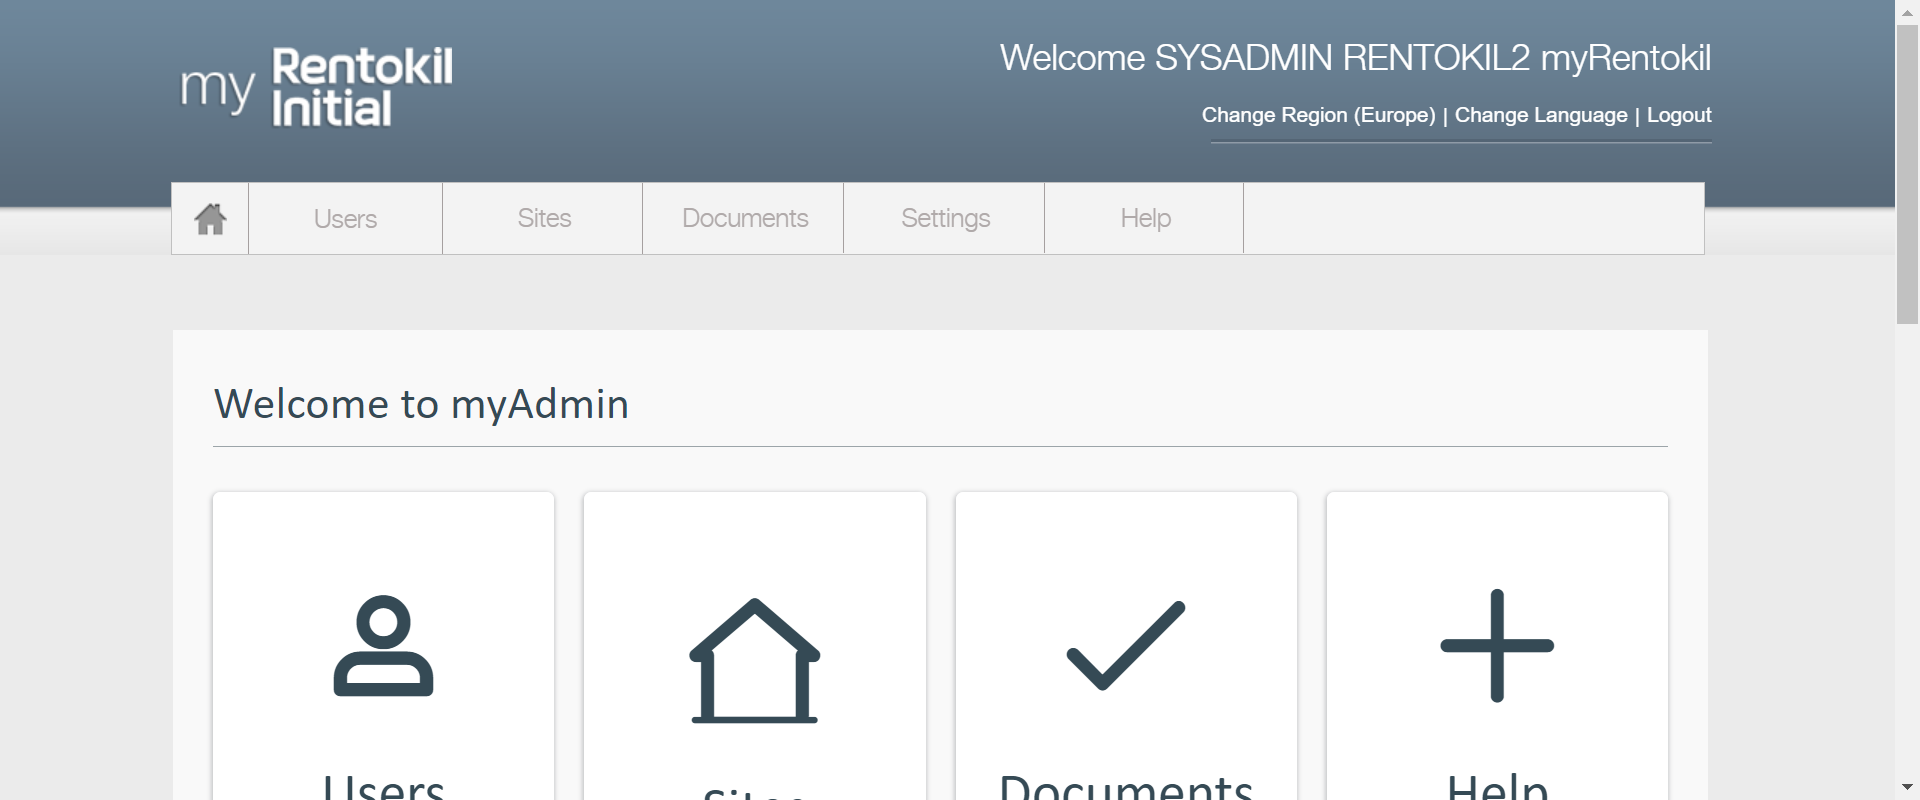 my Rentokil Initial
Welcome SYSADMIN RENTOKIL2 myRentokil
Change Region (Europe) | Change Language | Logout
Users Sites Documents Settings Help
Welcome to myAdmin
Users Sites Documents Help